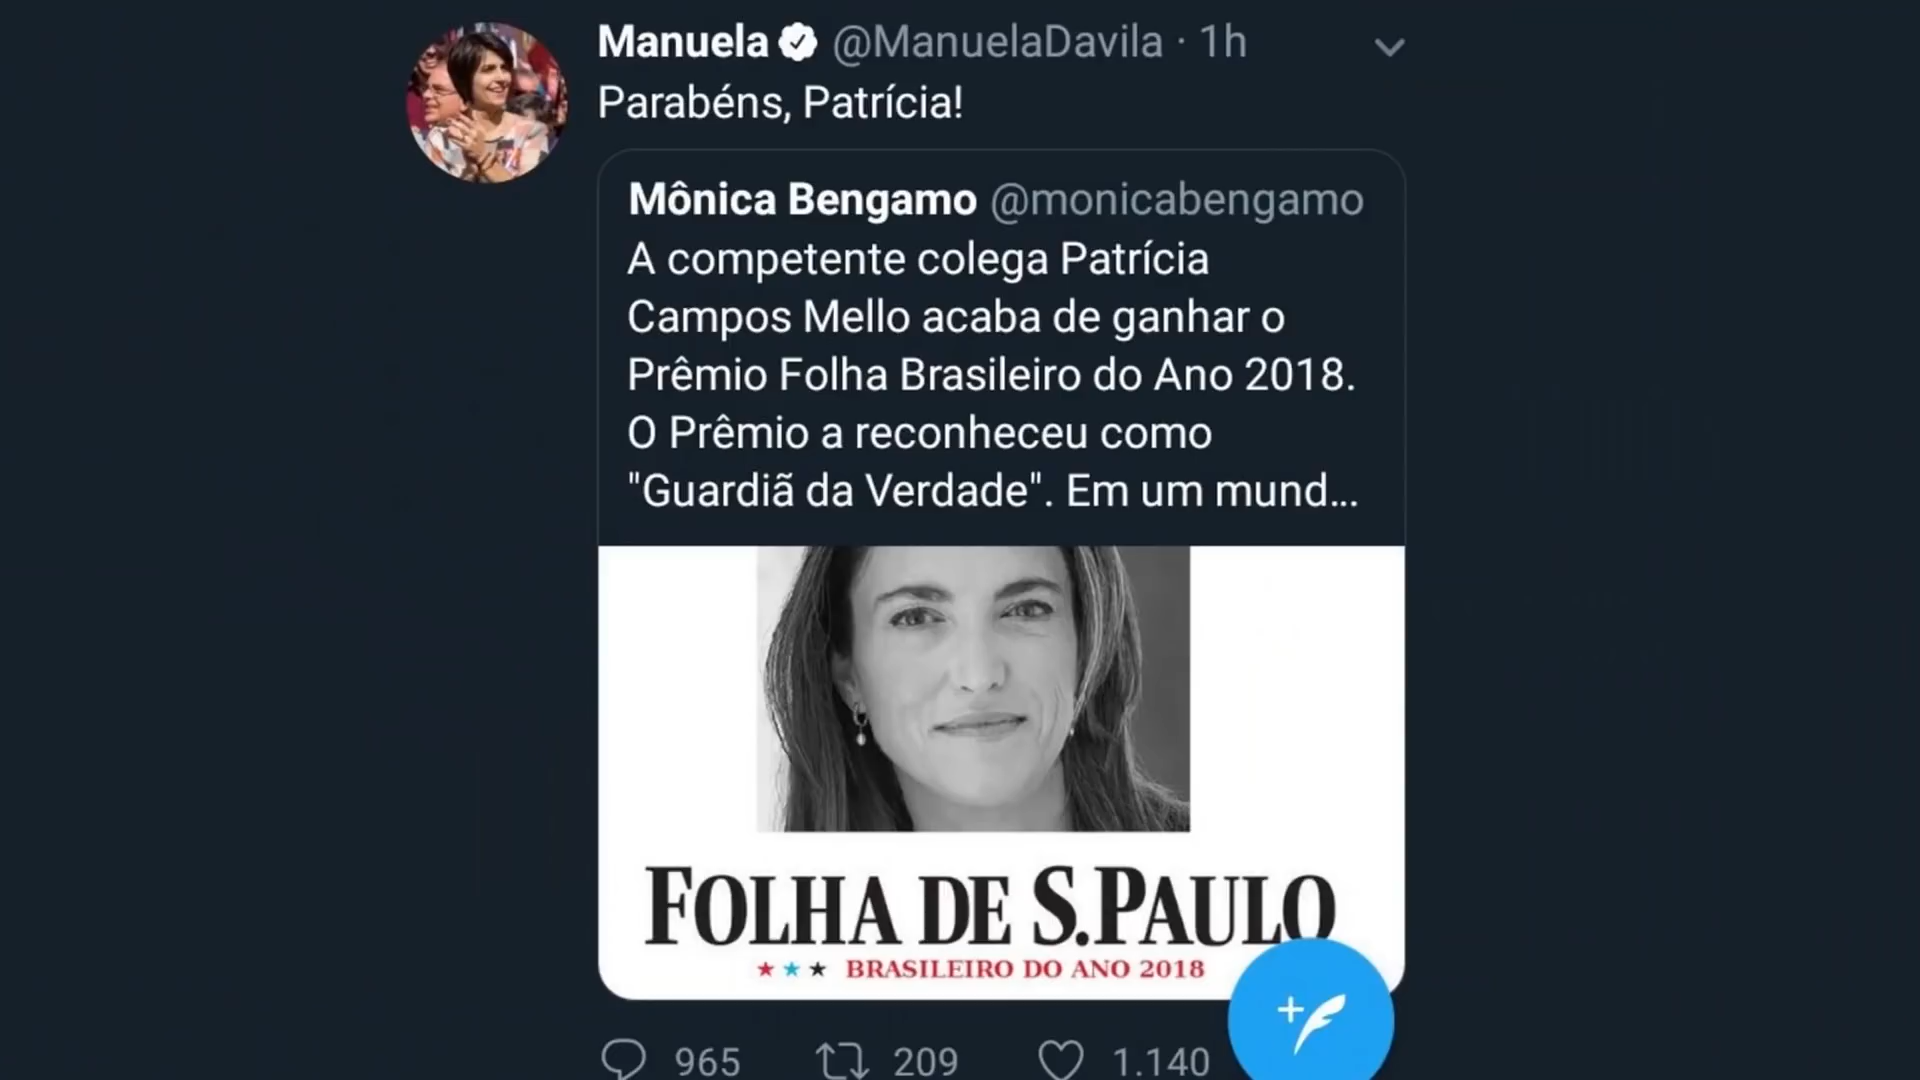 Manuela @ManuelaDavila · 1h
Parabéns, Patrícia!
Mônica Bengamo @monicabengamo
A competente colega Patrícia
Campos Mello acaba de ganhar o
Prêmio Folha Brasileiro do Ano 2018.
O Prêmio a reconheceu como
"Guardiã da Verdade". Em um mund...
FOLHA DE S.PAULO
★ ★ ★ BRASILEIRO DO ANO 2018
965 209 1.140